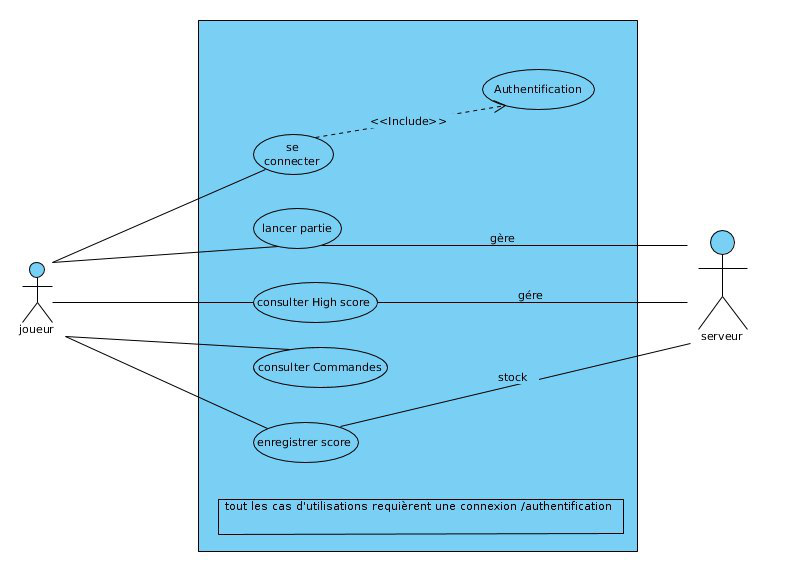 Authentification
<<Include>>
se
connecter
lancer partie
gère
consulter High score
gére
joueur
serveur
consulter Commandes
stock
enregistrer score
tout les cas d'utilisations requièrent une connexion /authentification